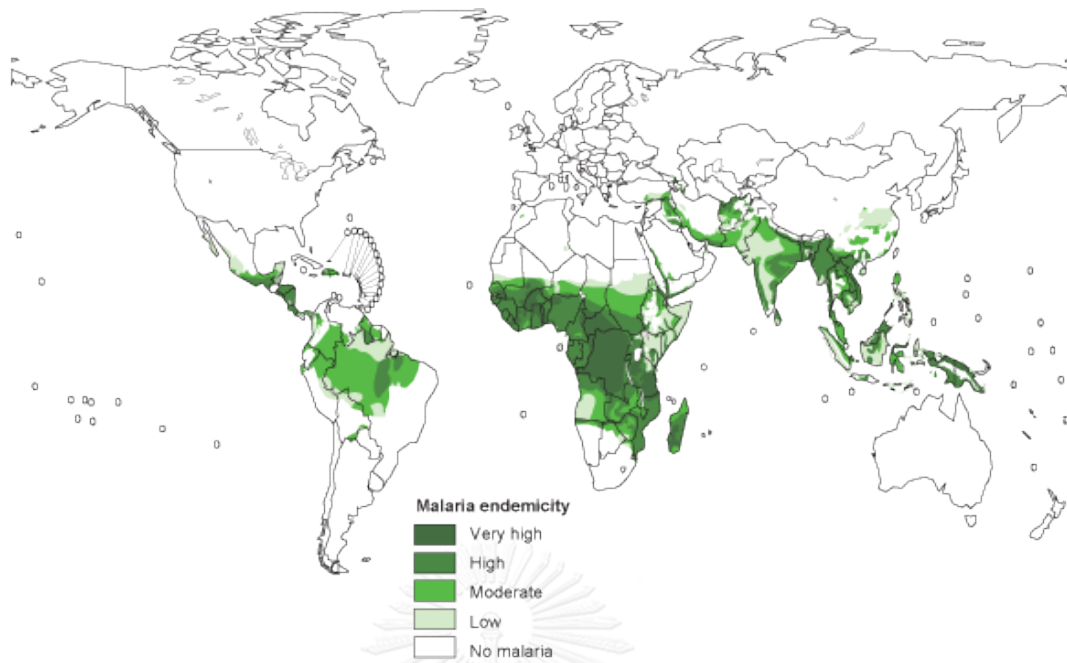 Malaria endemicity
Very high
High
Moderate
Low
No malaria